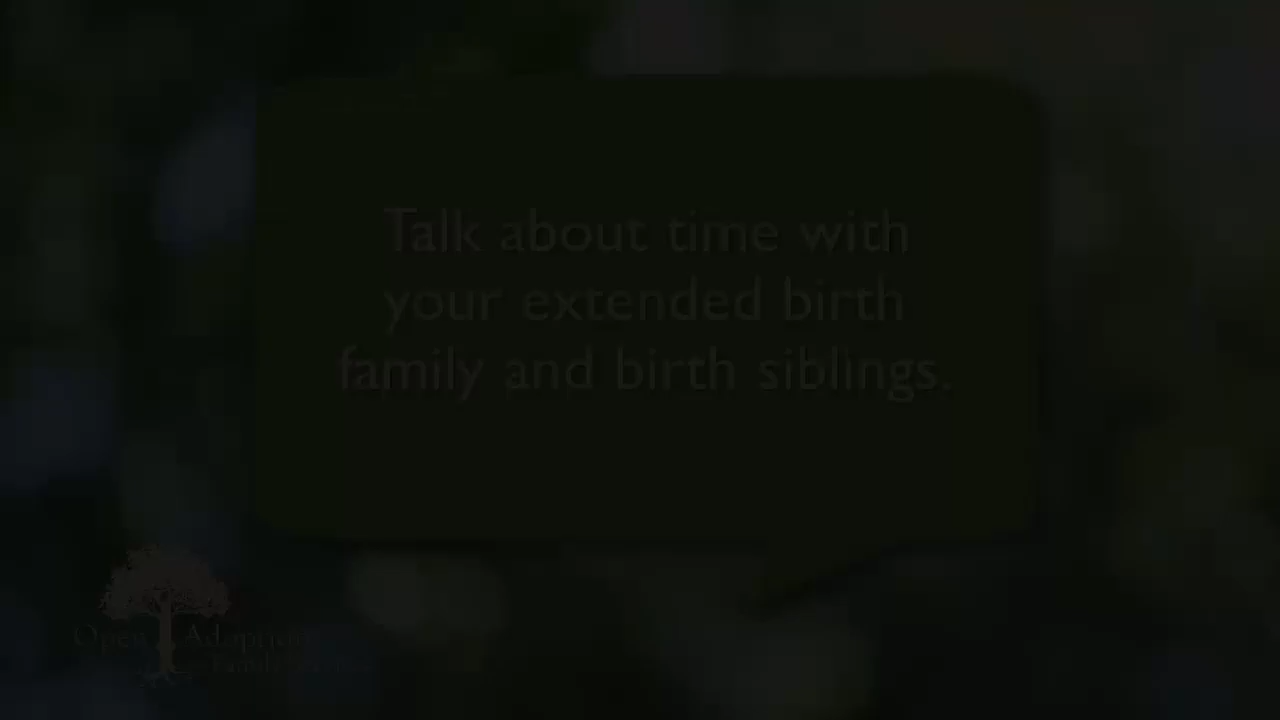 Talk about time with
your extended birth
family and birth siblings.
Open Adoption